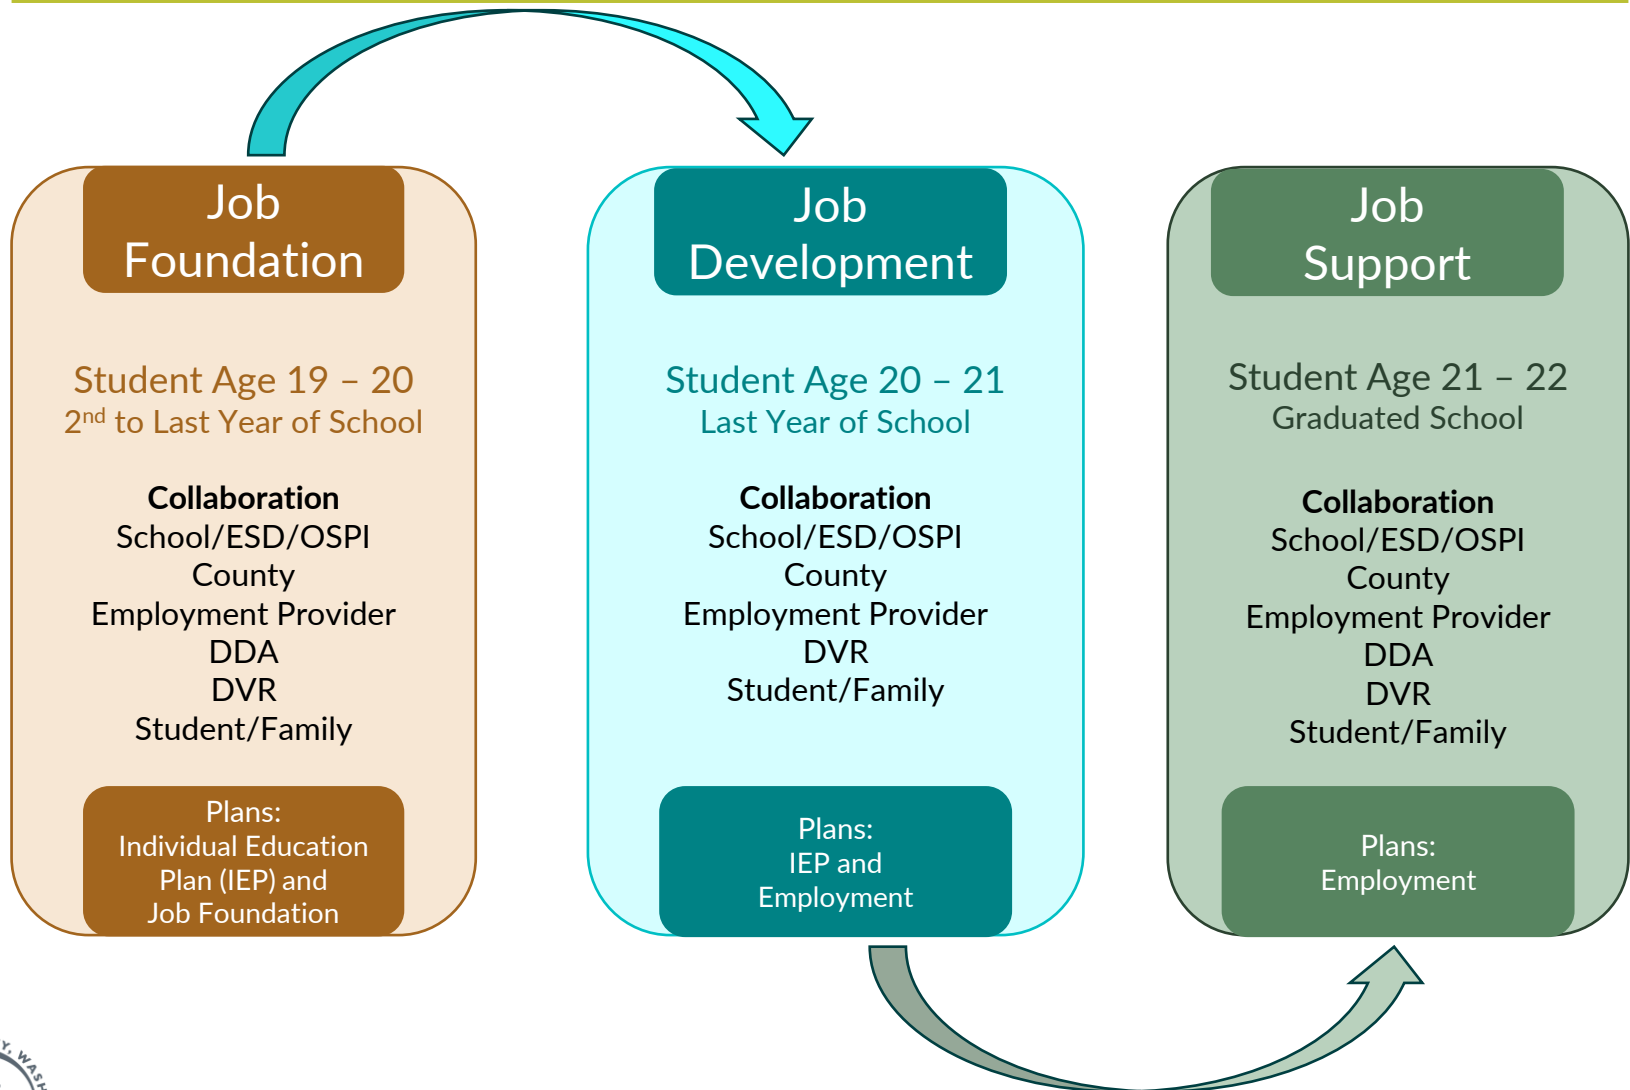 Job
Foundation
Student Age 19 – 20
2nd to Last Year of School
Collaboration
School/ESD/OSPI
County
Employment Provider
DDA
DVR
Student/Family
Plans:
Individual Education
Plan (IEP) and
Job Foundation
Job
Development
Student Age 20 – 21
Last Year of School
Collaboration
School/ESD/OSPI
County
Employment Provider
DVR
Student/Family
Plans:
IEP and
Employment
Job
Support
Student Age 21 – 22
Graduated School
Collaboration
School/ESD/OSPI
County
Employment Provider
DDA
DVR
Student/Family
Plans:
Employment